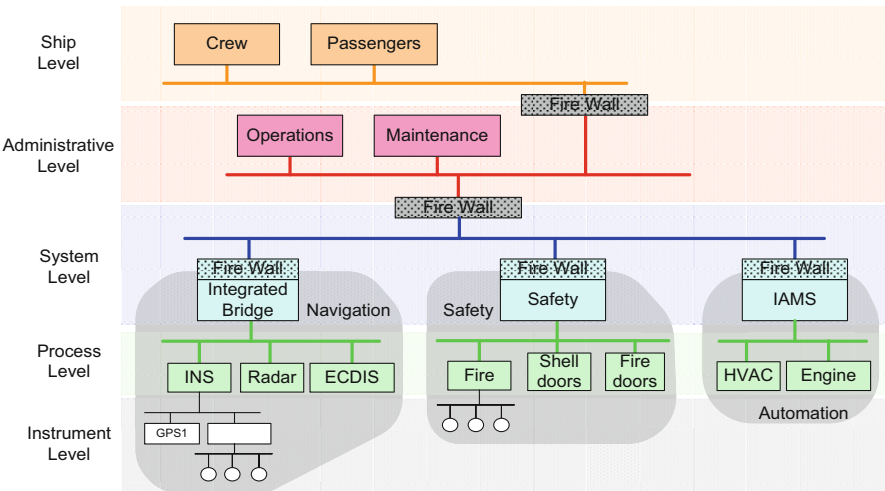 Ship
Level
Crew
Passengers
Fire Wall
Administrative
Level
Operations
Maintenance
Fire Wall
System
Level
Fire Wall
Integrated
Bridge
Navigation
Fire Wall
Safety
Safety
Fire Wall
IAMS
Process
Level
INS
Radar
ECDIS
Fire
Shell
doors
Fire
doors
HVAC
Engine
Automation
Instrument
Level
GPS1